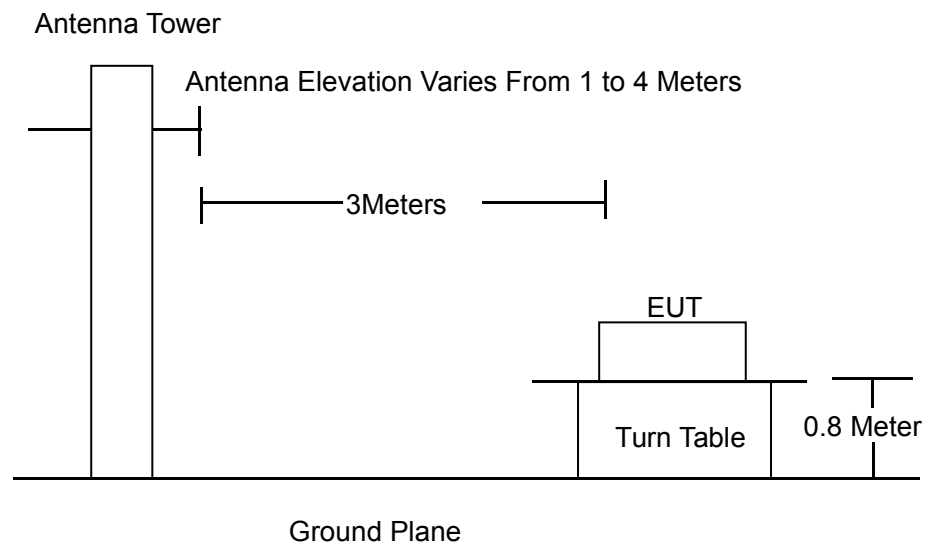 Antenna Tower
Antenna Elevation Varies From 1 to 4 Meters
3Meters
EUT
0.8 Meter
Turn Table
Ground Plane